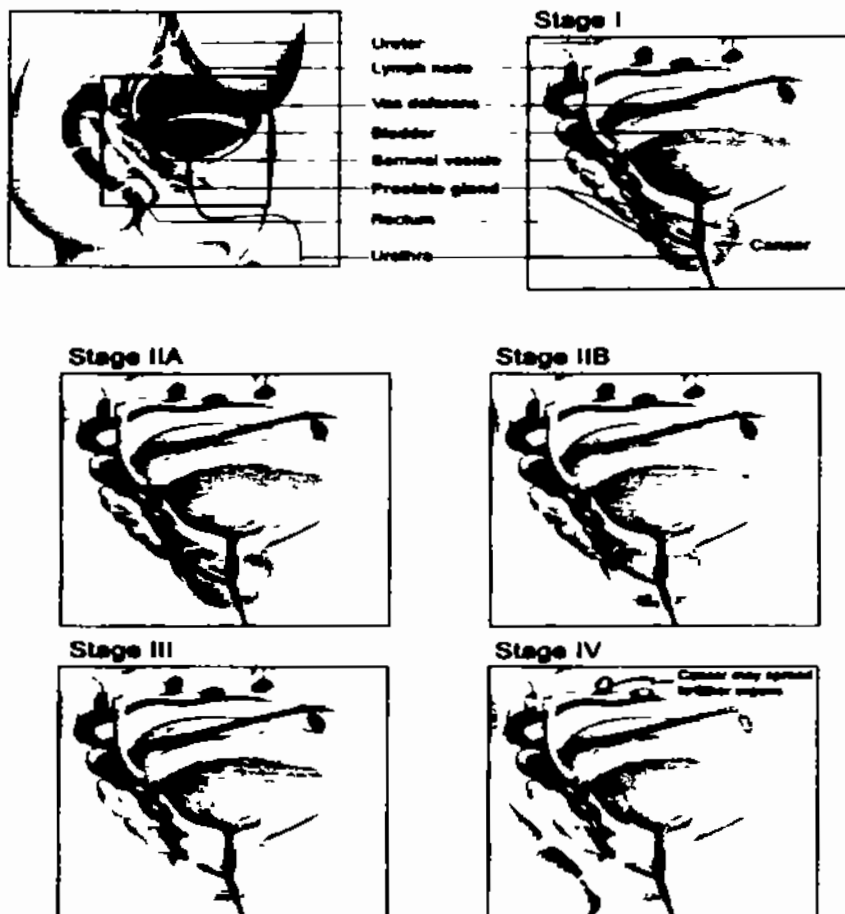 Stage I
Ureter
Lymph node
Vas deferens
Bladder
Seminal vesicle
Prostate gland
Rectum
Urethra
Cancer
Stage IIA
Stage IIB
Stage III
Stage IV
Cancer may spread
to other organs